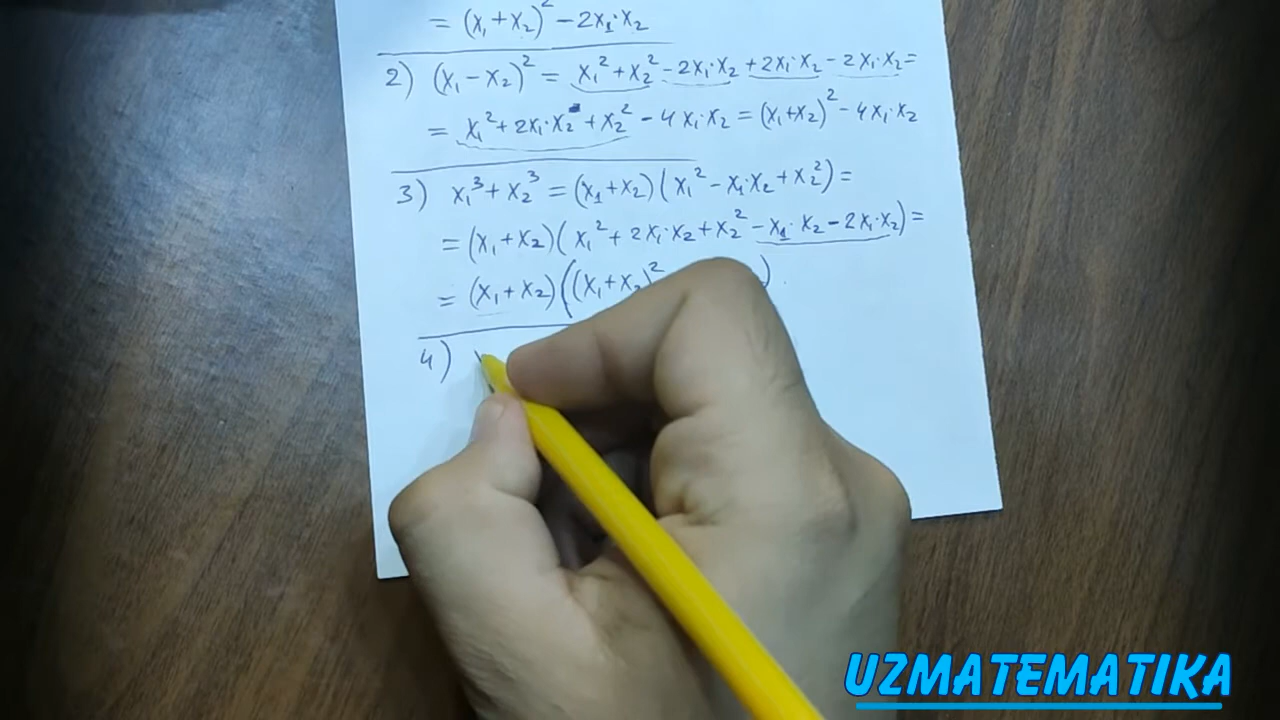 = (x₁+x₂)² − 2x₁·x₂
2) (x₁ − x₂)² = x₁² + x₂² − 2x₁·x₂ + 2x₁·x₂ − 2x₁·x₂ =
= x₁² + 2x₁·x₂ + x₂² − 4x₁·x₂ = (x₁+x₂)² − 4x₁·x₂
3) x₁³ + x₂³ = (x₁+x₂)(x₁² − x₁·x₂ + x₂²) =
= (x₁+x₂)(x₁² + 2x₁·x₂ + x₂² − x₁·x₂ − 2x₁·x₂) =
= (x₁+x₂)((x₁+x₂)² )
4)
UZMATEMATIKA